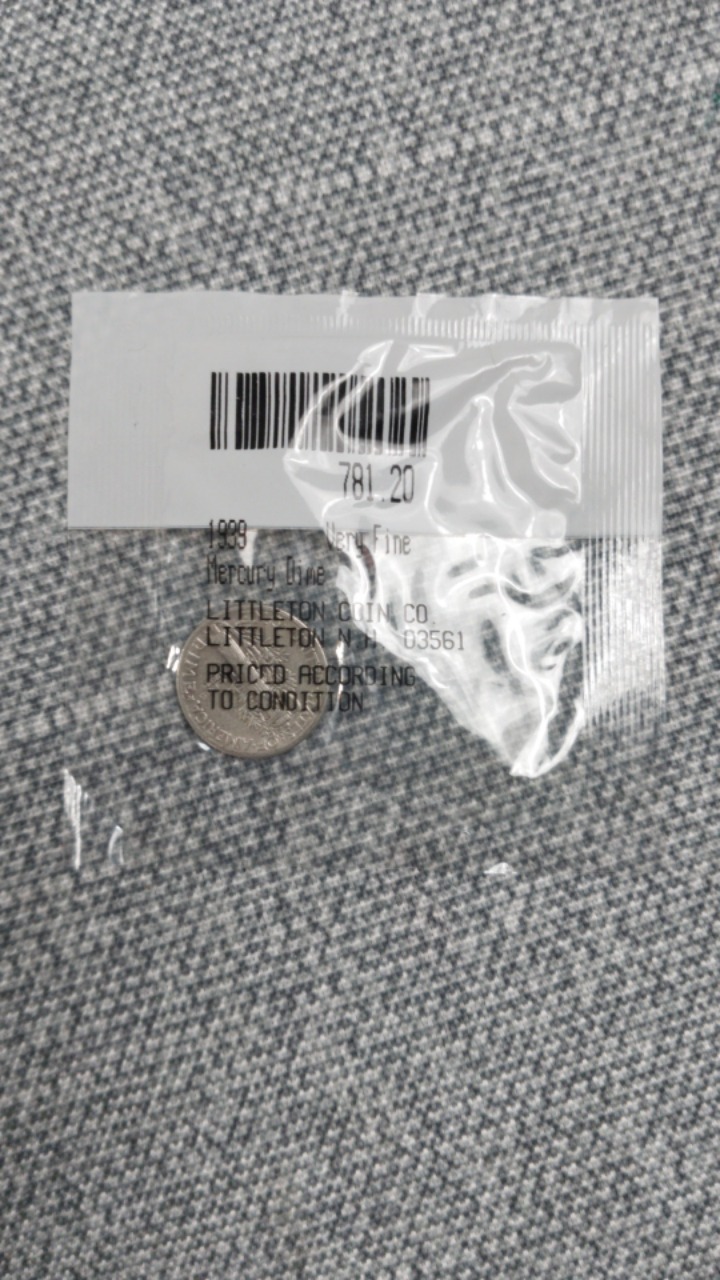 781.20
1939 Very Fine
Mercury Dime
LITTLETON COIN CO.
LITTLETON N.H. 03561
PRICED ACCORDING
TO CONDITION